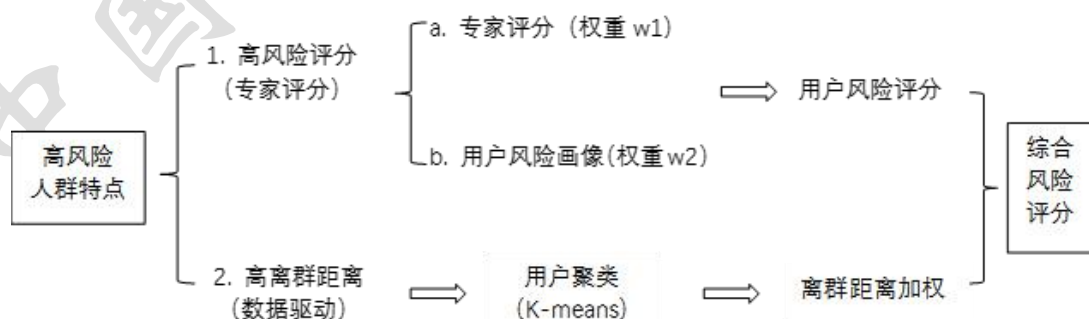 高风险
人群特点
1. 高风险评分
（专家评分）
a. 专家评分（权重 w1）
b. 用户风险画像（权重 w2）
用户风险评分
2. 高离群距离
（数据驱动）
用户聚类
（K-means）
离群距离加权
综合
风险
评分
中国